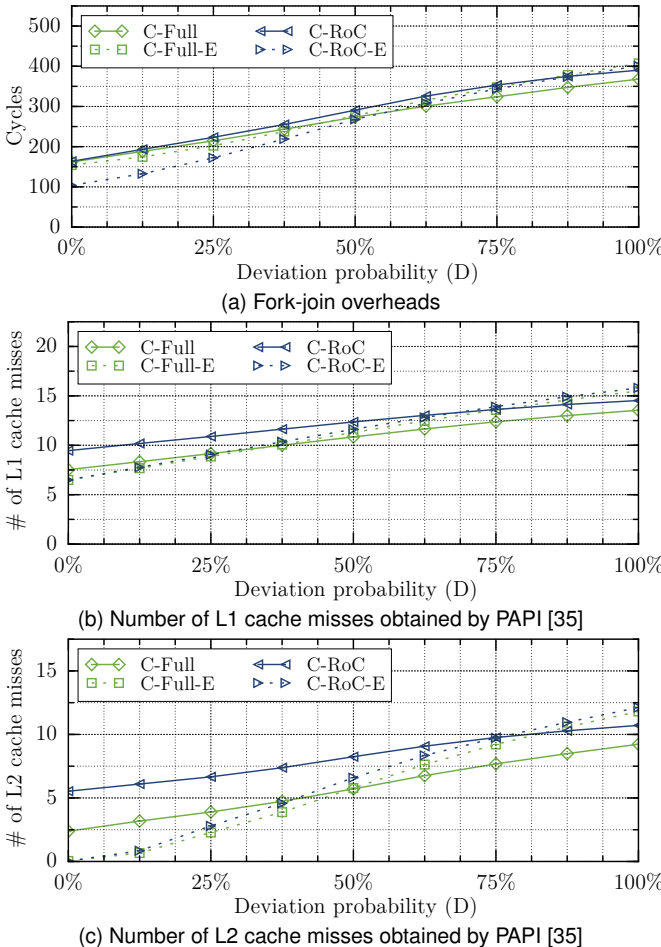 550
500
400
300
200
100
0
Cycles
C-Full
C-RoC
C-Full-E
C-RoC-E
0%
25%
50%
75%
100%
Deviation probability (D)
(a) Fork-join overheads
20
15
10
5
0
# of L1 cache misses
C-Full
C-RoC
C-Full-E
C-RoC-E
0%
25%
50%
75%
100%
Deviation probability (D)
(b) Number of L1 cache misses obtained by PAPI [35]
15
10
5
0
# of L2 cache misses
C-Full
C-RoC
C-Full-E
C-RoC-E
0%
25%
50%
75%
100%
Deviation probability (D)
(c) Number of L2 cache misses obtained by PAPI [35]